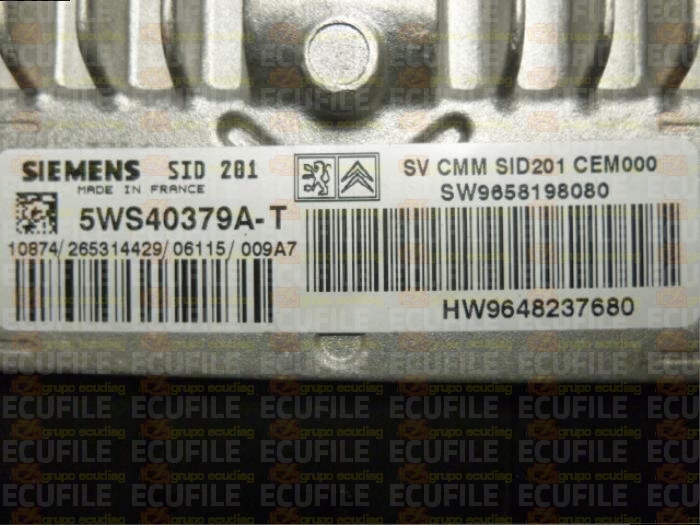 SIEMENS SID 201
MADE IN FRANCE
5WS40379A-T
10874/265314429/06115/009A7
SV CMM SID201 CEM000
SW9658198080
HW9648237680
ECUFILE
grupo ecudiag